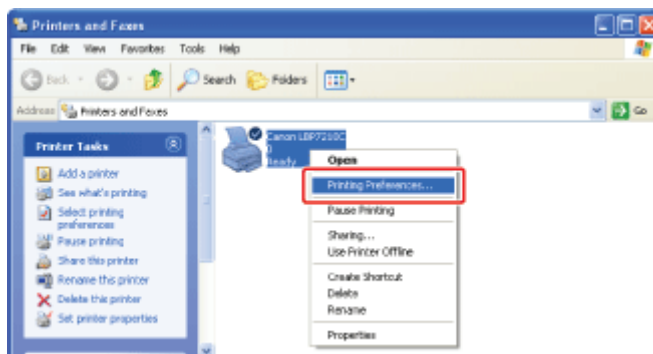 Printers and Faxes
File Edit View Favorites Tools Help
Back Search Folders
Address Printers and Faxes Go
Printer Tasks
Add a printer
See what's printing
Select printing
preferences
Pause printing
Share this printer
Rename this printer
Delete this printer
Set printer properties
Canon LBP7210C
0
Ready
Open
Printing Preferences...
Pause Printing
Sharing...
Use Printer Offline
Create Shortcut
Delete
Rename
Properties